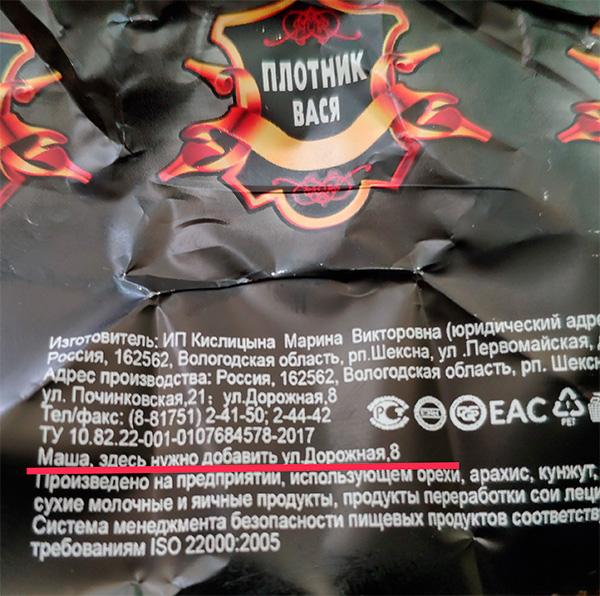 ПЛОТНИК
ВАСЯ
Изготовитель: ИП Кислицына Марина Викторовна (юридический
Россия, 162562, Вологодская область, рп.Шексна, ул .Первомайская,
Адрес производства: Россия, 162562, Вологодская область, рп.
ул. Починковская,21; ул.Дорожная,8
Тел/факс: (8-81751) 2-41-50; 2-44-42
EAC
PET
ТУ 10.82.22-001-0107684578-2017
Маша, здесь нужно добавить ул.Дорожная,8
Произведено на предприятии, использующем орехи, арахис, кунжут,
сухие молочные и яичные продукты, продукты переработки сои
Система менеджмента безопасности пищевых продуктов
требованиям ISO 22000:2005